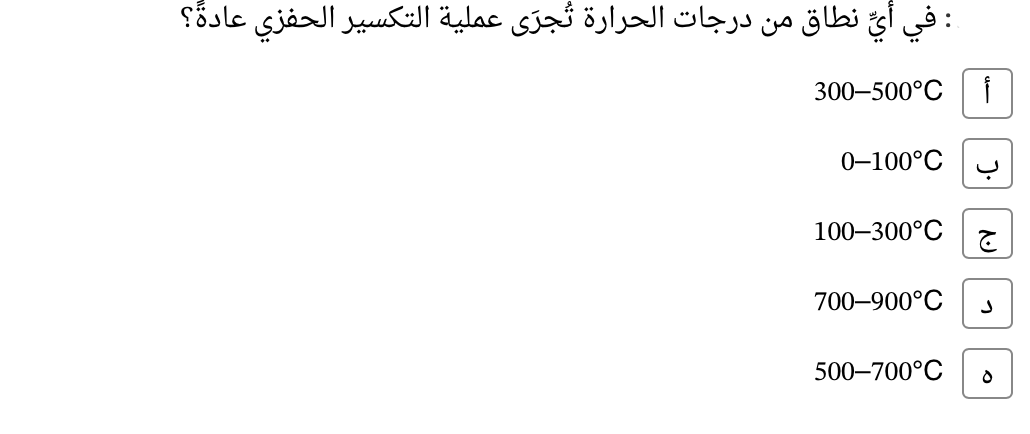 : في أيِّ نطاق من درجات الحرارة تُجرَى عملية التكسير الحفزي عادةً؟
أ 300–500°C
ب 0–100°C
ج 100–300°C
د 700–900°C
ه 500–700°C